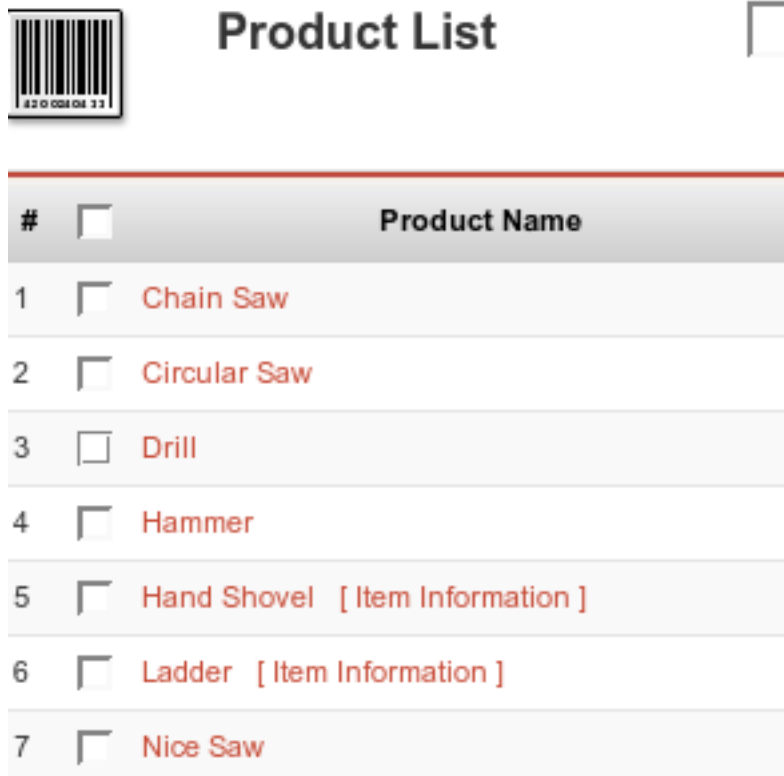 Product List
# Product Name
1 Chain Saw
2 Circular Saw
3 Drill
4 Hammer
5 Hand Shovel [ Item Information ]
6 Ladder [ Item Information ]
7 Nice Saw